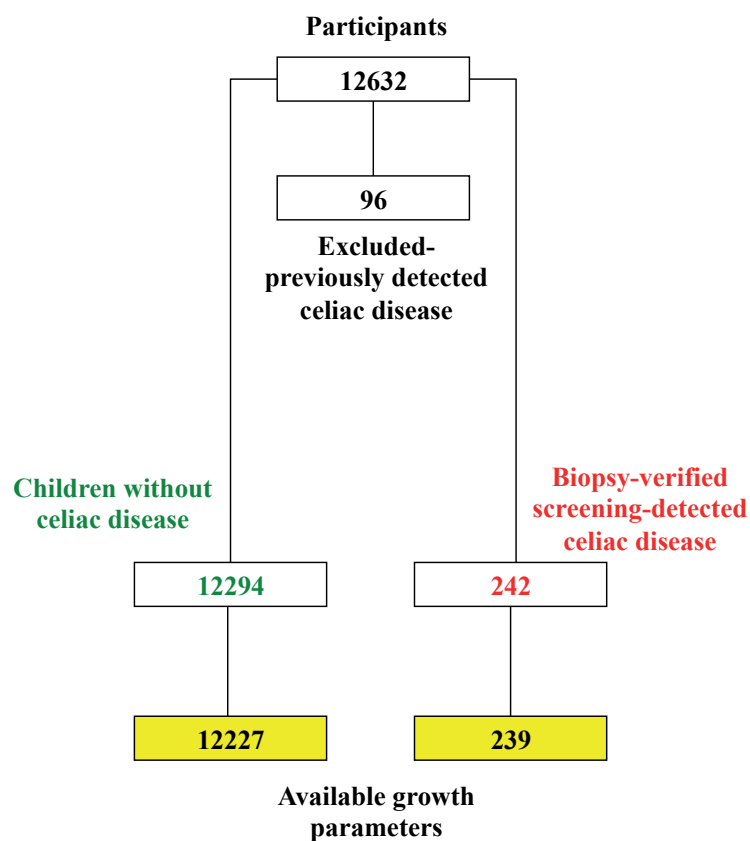 Participants
12632
96
Excluded-
previously detected
celiac disease
Children without
celiac disease
Biopsy-verified
screening-detected
celiac disease
12294
242
12227
239
Available growth
parameters